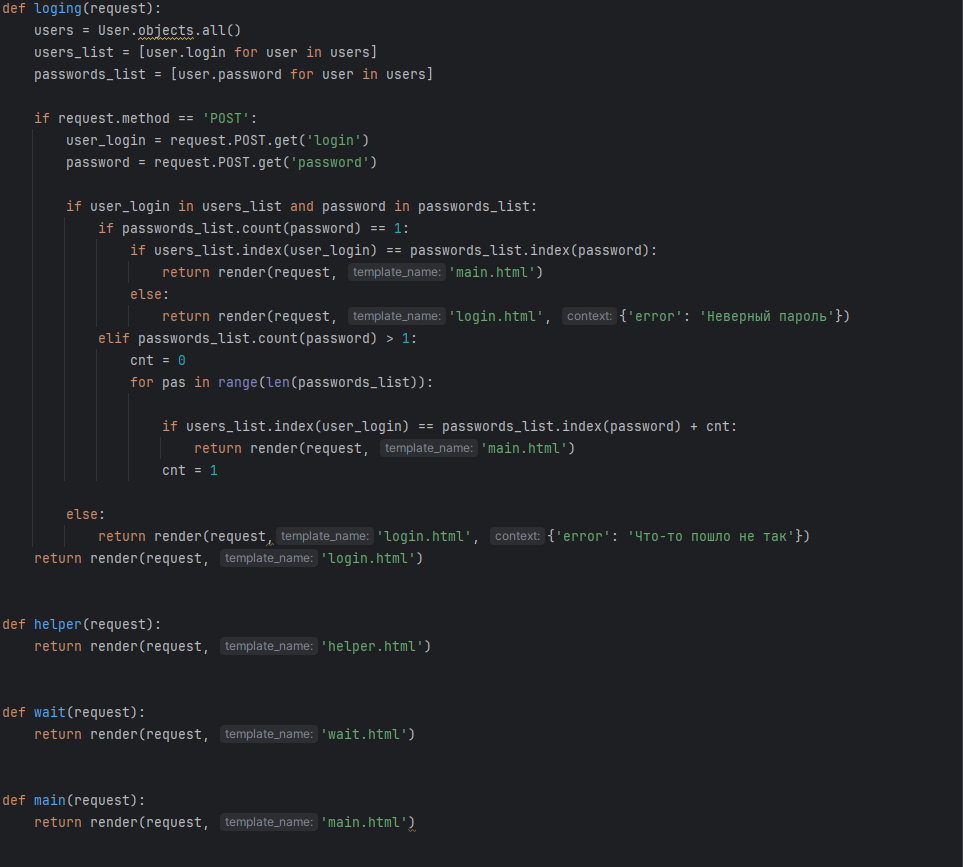 def loging(request):
    users = User.objects.all()
    users_list = [user.login for user in users]
    passwords_list = [user.password for user in users]
    if request.method == 'POST':
        user_login = request.POST.get('login')
        password = request.POST.get('password')
        if user_login in users_list and password in passwords_list:
            if passwords_list.count(password) == 1:
                if users_list.index(user_login) == passwords_list.index(password):
                    return render(request, template_name: 'main.html')
                else:
                    return render(request, template_name: 'login.html', context: {'error': 'Неверный пароль'})
            elif passwords_list.count(password) > 1:
                cnt = 0
                for pas in range(len(passwords_list)):
                    if users_list.index(user_login) == passwords_list.index(password) + cnt:
                        return render(request, template_name: 'main.html')
                    cnt = 1
        else:
            return render(request, template_name: 'login.html', context: {'error': 'Что-то пошло не так'})
    return render(request, template_name: 'login.html')
def helper(request):
    return render(request, template_name: 'helper.html')
def wait(request):
    return render(request, template_name: 'wait.html')
def main(request):
    return render(request, template_name: 'main.html')